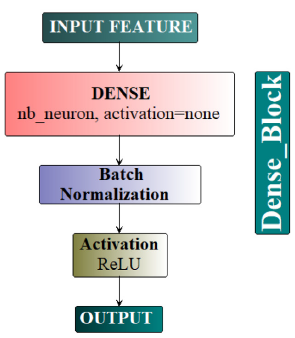 INPUT FEATURE
DENSE
nb_neuron, activation=none
Batch
Normalization
Activation
ReLU
OUTPUT
Dense_Block